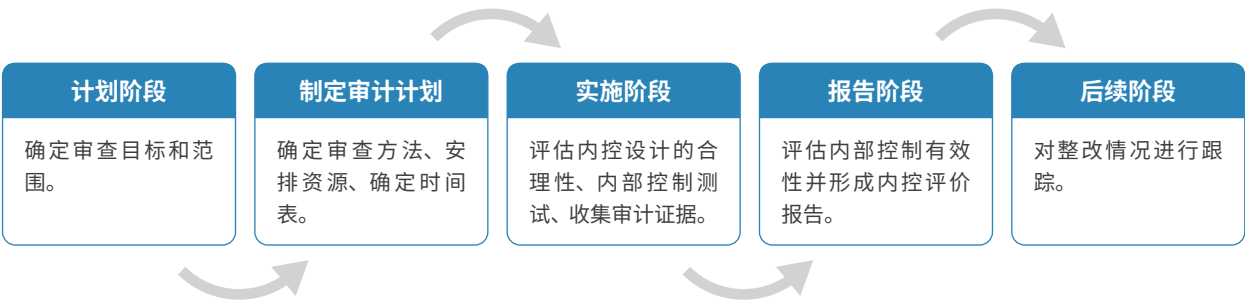 计划阶段
确定审查目标和范
围。
制定审计计划
确定审查方法、安
排资源、确定时间
表。
实施阶段
评估内控设计的合
理性、内部控制测
试、收集审计证据。
报告阶段
评估内部控制有效
性并形成内控评价
报告。
后续阶段
对整改情况进行跟
踪。